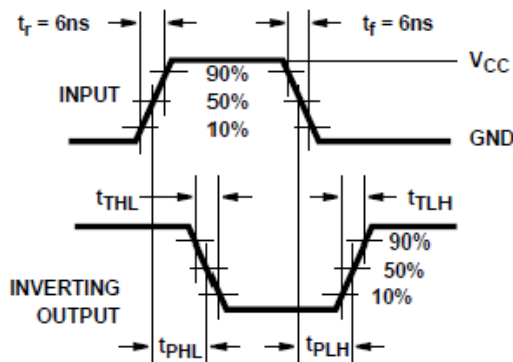 tr = 6ns
tf = 6ns
VCC
INPUT
90%
50%
10%
GND
tTHL
tTLH
90%
50%
10%
INVERTING
OUTPUT
tPHL
tPLH